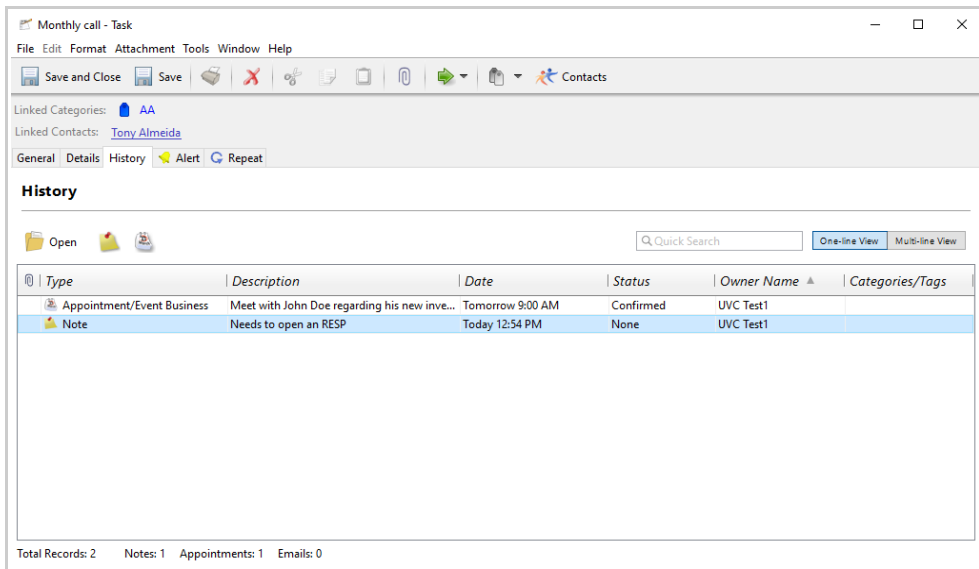 Monthly call - Task
File Edit Format Attachment Tools Window Help
Save and Close Save Contacts
Linked Categories: AA
Linked Contacts: Tony Almeida
General Details History Alert Repeat
History
Open Quick Search One-line View Multi-line View
Type Description Date Status Owner Name Categories/Tags
Appointment/Event Business Meet with John Doe regarding his new inve... Tomorrow 9:00 AM Confirmed UVC Test1
Note Needs to open an RESP Today 12:54 PM None UVC Test1
Total Records: 2 Notes: 1 Appointments: 1 Emails: 0